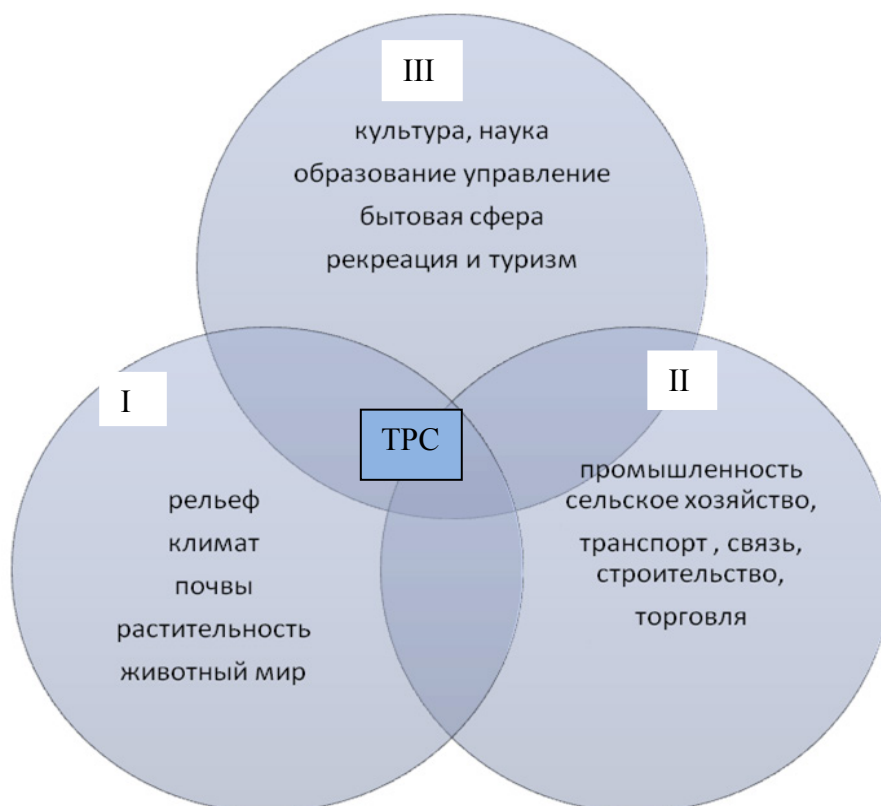 III
культура, наука
образование управление
бытовая сфера
рекреация и туризм
I
II
ТРС
рельеф
климат
почвы
растительность
животный мир
промышленность
сельское хозяйство,
транспорт , связь,
строительство,
торговля